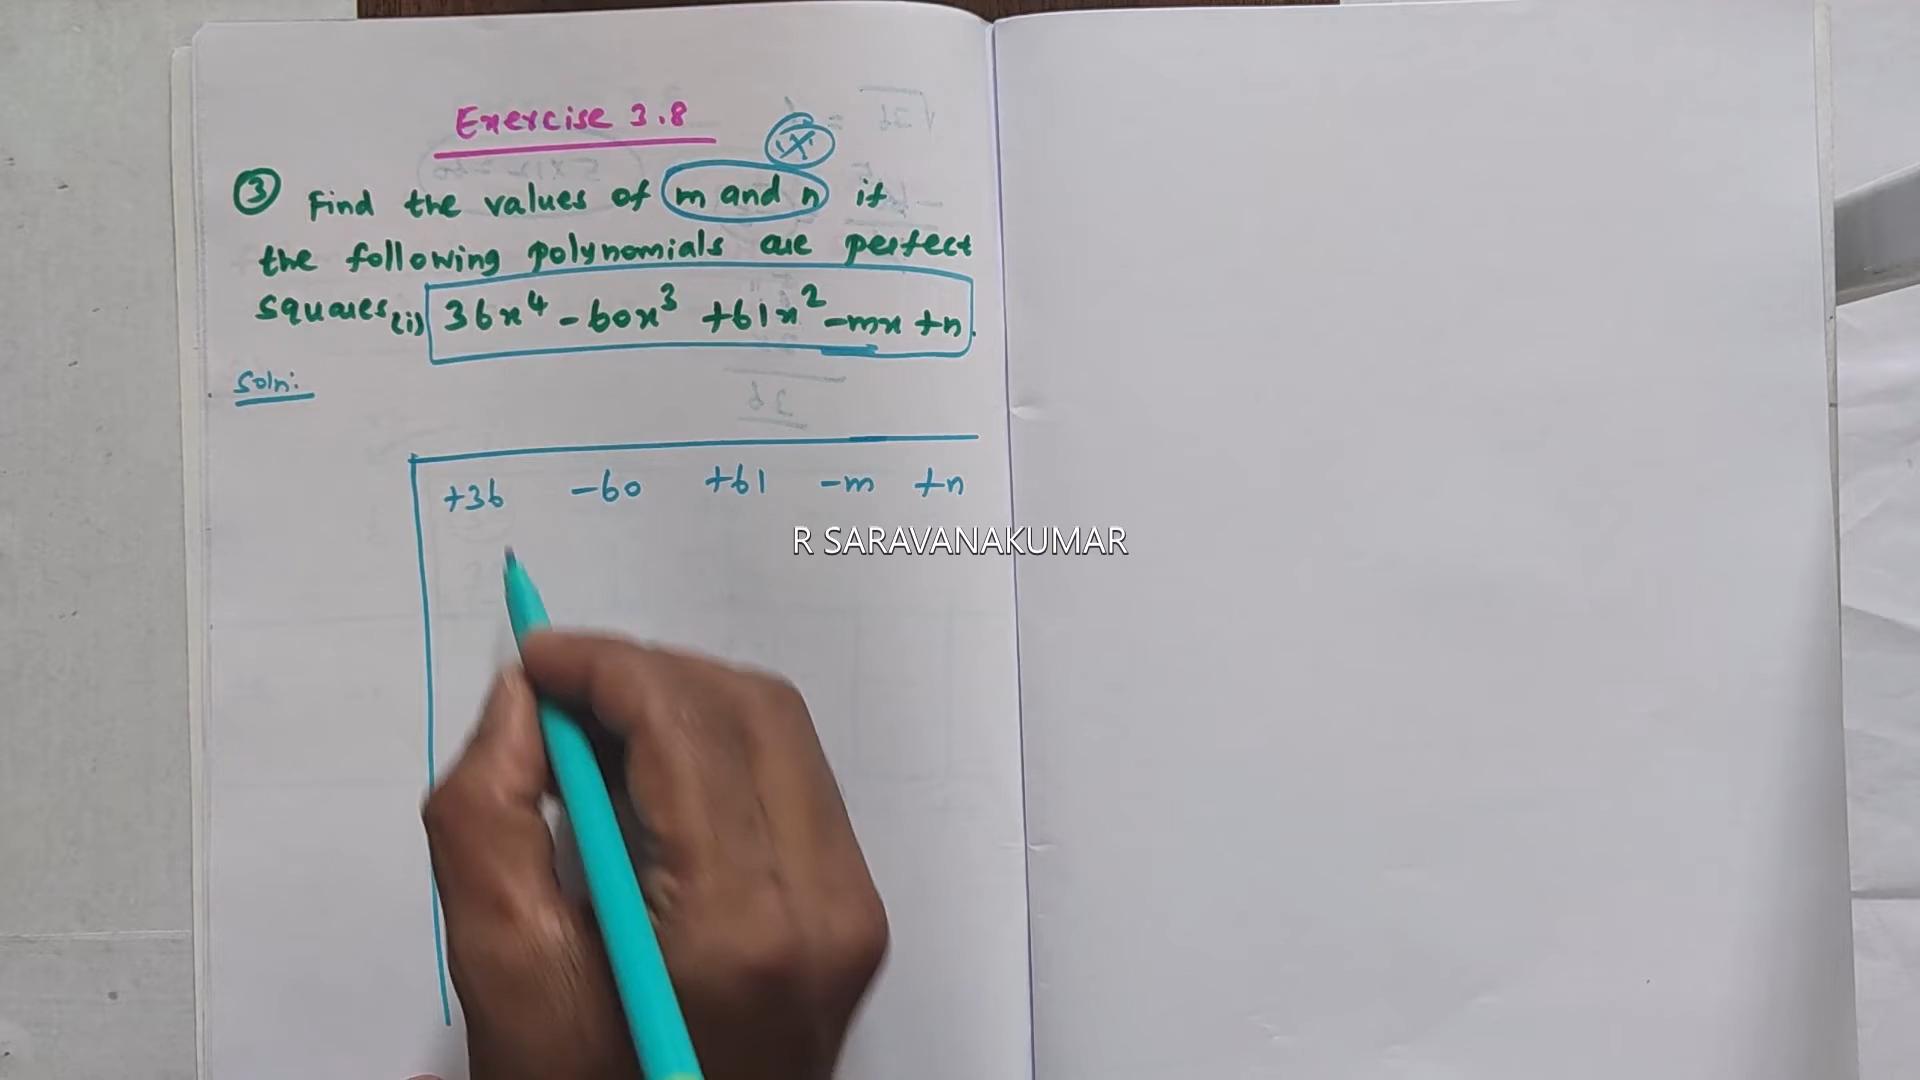 Exercise 3.8
③ Find the values of m and n if
the following polynomials are perfect
squares (i) 36x⁴ - 60x³ + 61x² - mx + n.
Soln:
+36 -60 +61 -m +n
R SARAVANAKUMAR